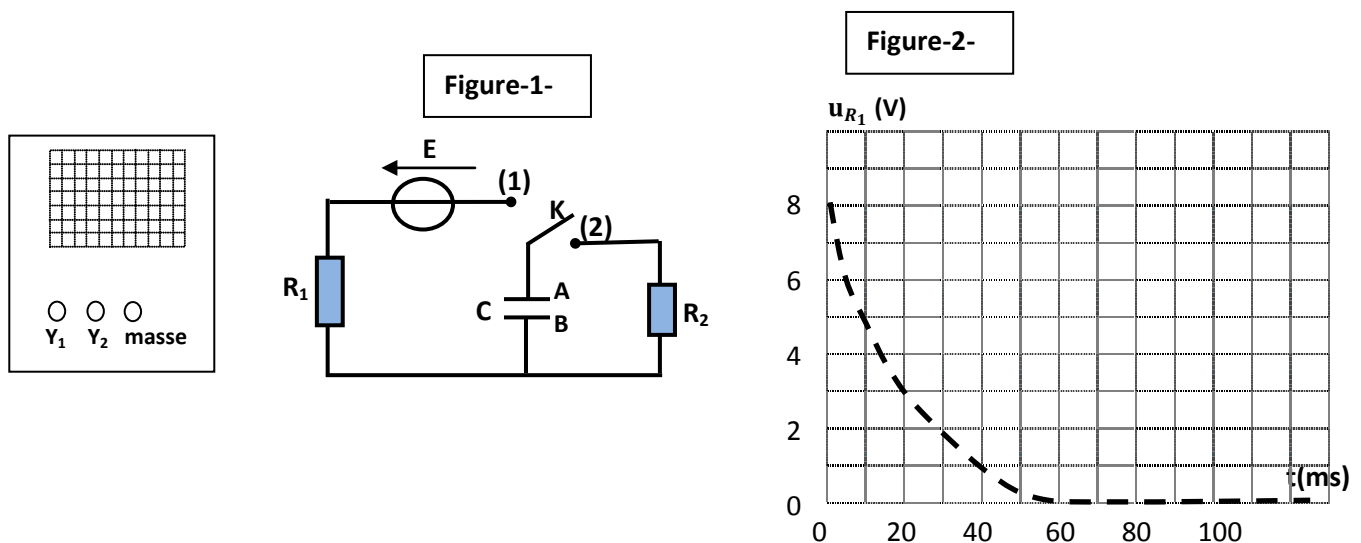 Figure-1-
Figure-2-
Y₁ Y₂ masse
E
(1)
K
(2)
R₁
C
A
B
R₂
u_{R₁} (V)
8
6
4
2
0
t(ms)
0 20 40 60 80 100